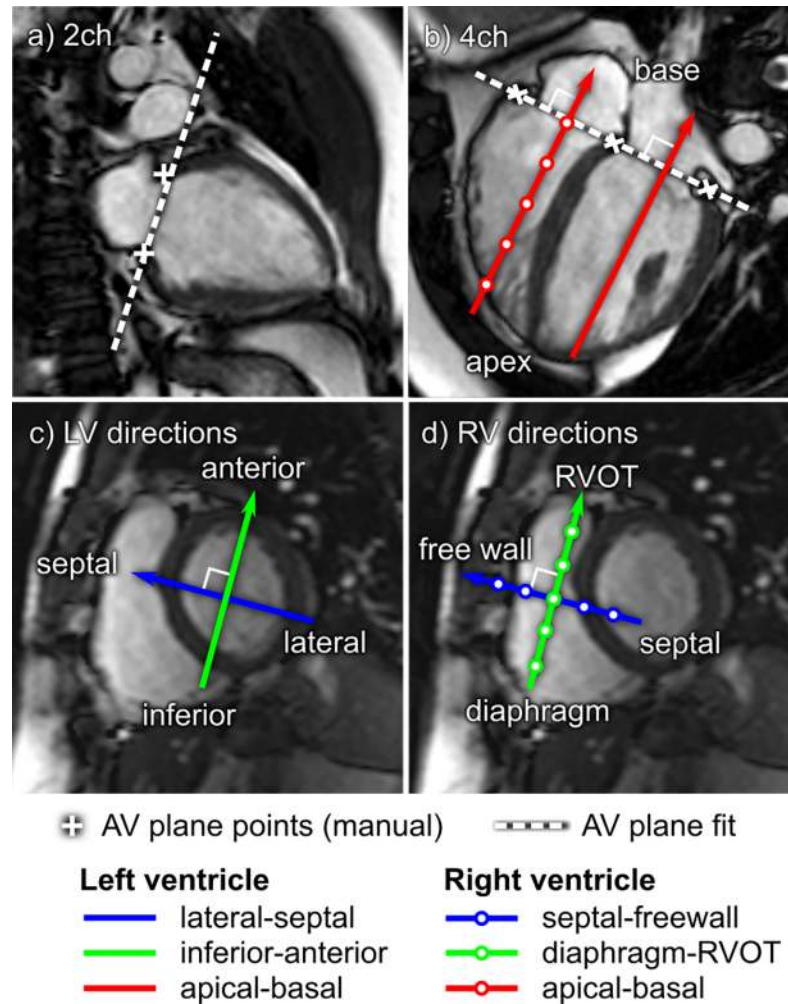 a) 2ch
b) 4ch
base
apex
c) LV directions
anterior
septal
lateral
inferior
d) RV directions
RVOT
free wall
septal
diaphragm
AV plane points (manual) AV plane fit
Left ventricle Right ventricle
lateral-septal septal-freewall
inferior-anterior diaphragm-RVOT
apical-basal apical-basal